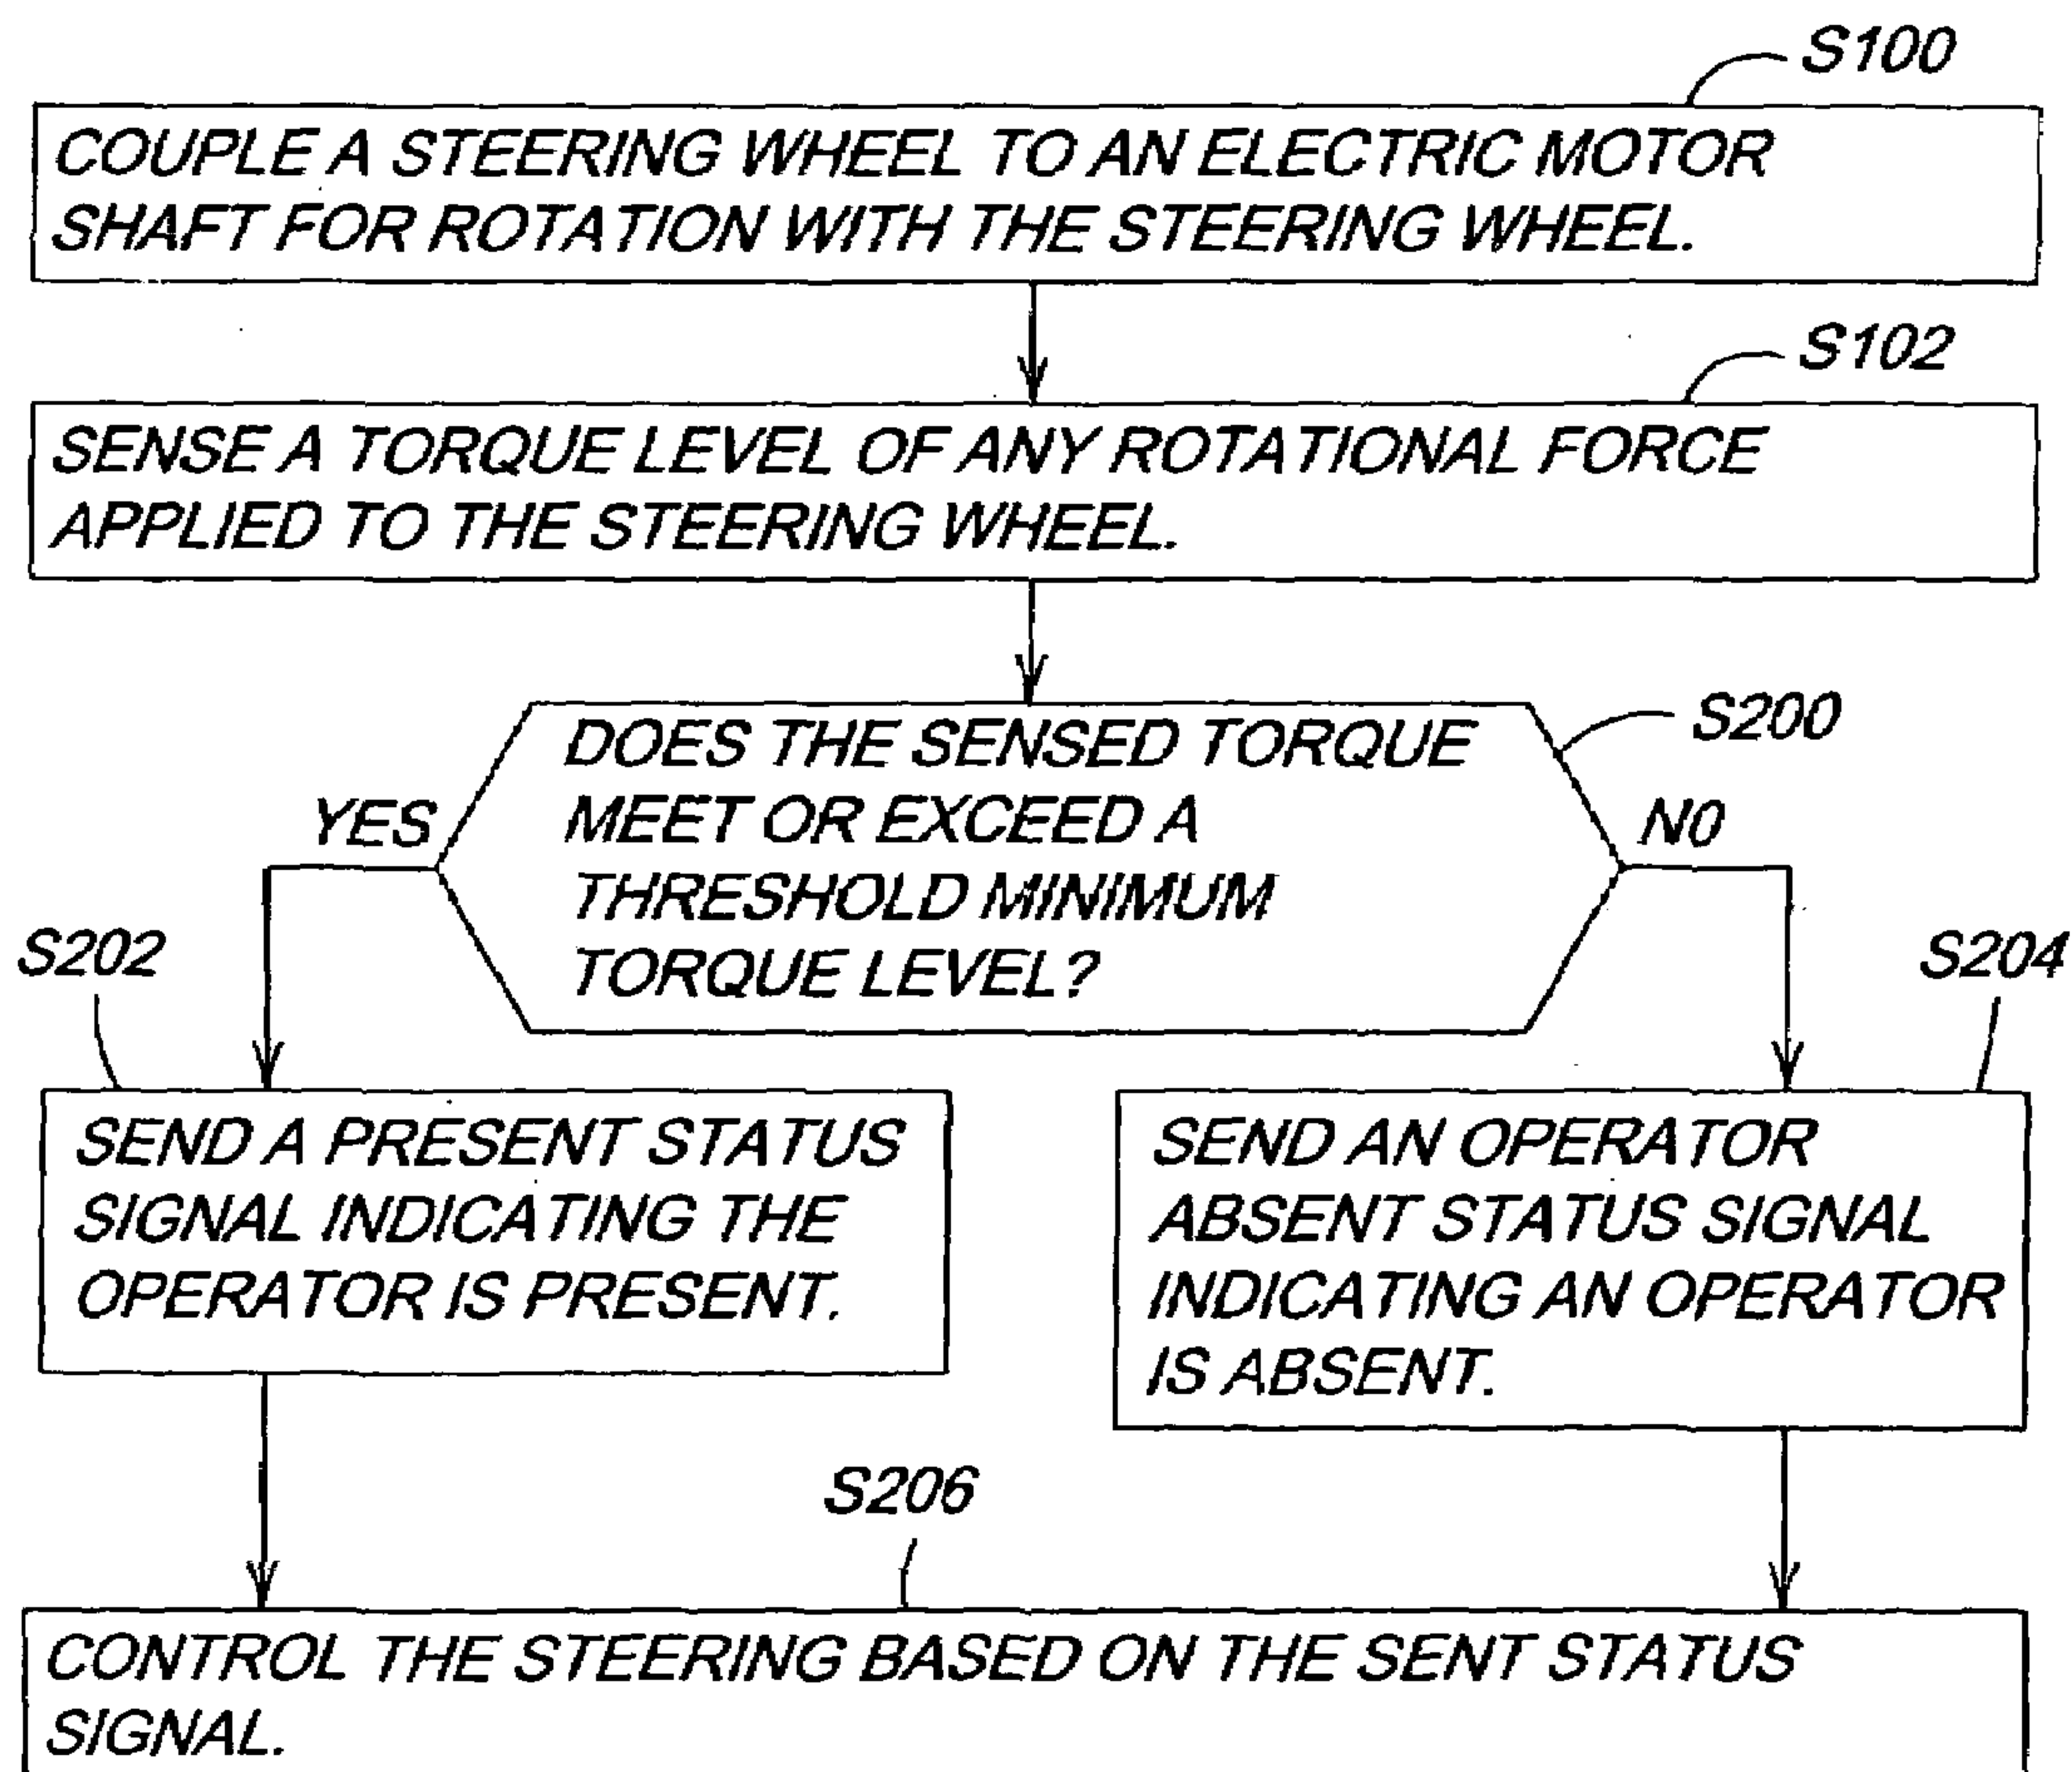 S100
COUPLE A STEERING WHEEL TO AN ELECTRIC MOTOR
SHAFT FOR ROTATION WITH THE STEERING WHEEL.
S102
SENSE A TORQUE LEVEL OF ANY ROTATIONAL FORCE
APPLIED TO THE STEERING WHEEL.
S200
DOES THE SENSED TORQUE
MEET OR EXCEED A
THRESHOLD MINIMUM
TORQUE LEVEL?
YES
NO
S202
S204
SEND A PRESENT STATUS
SIGNAL INDICATING THE
OPERATOR IS PRESENT.
SEND AN OPERATOR
ABSENT STATUS SIGNAL
INDICATING AN OPERATOR
IS ABSENT.
S206
CONTROL THE STEERING BASED ON THE SENT STATUS
SIGNAL.